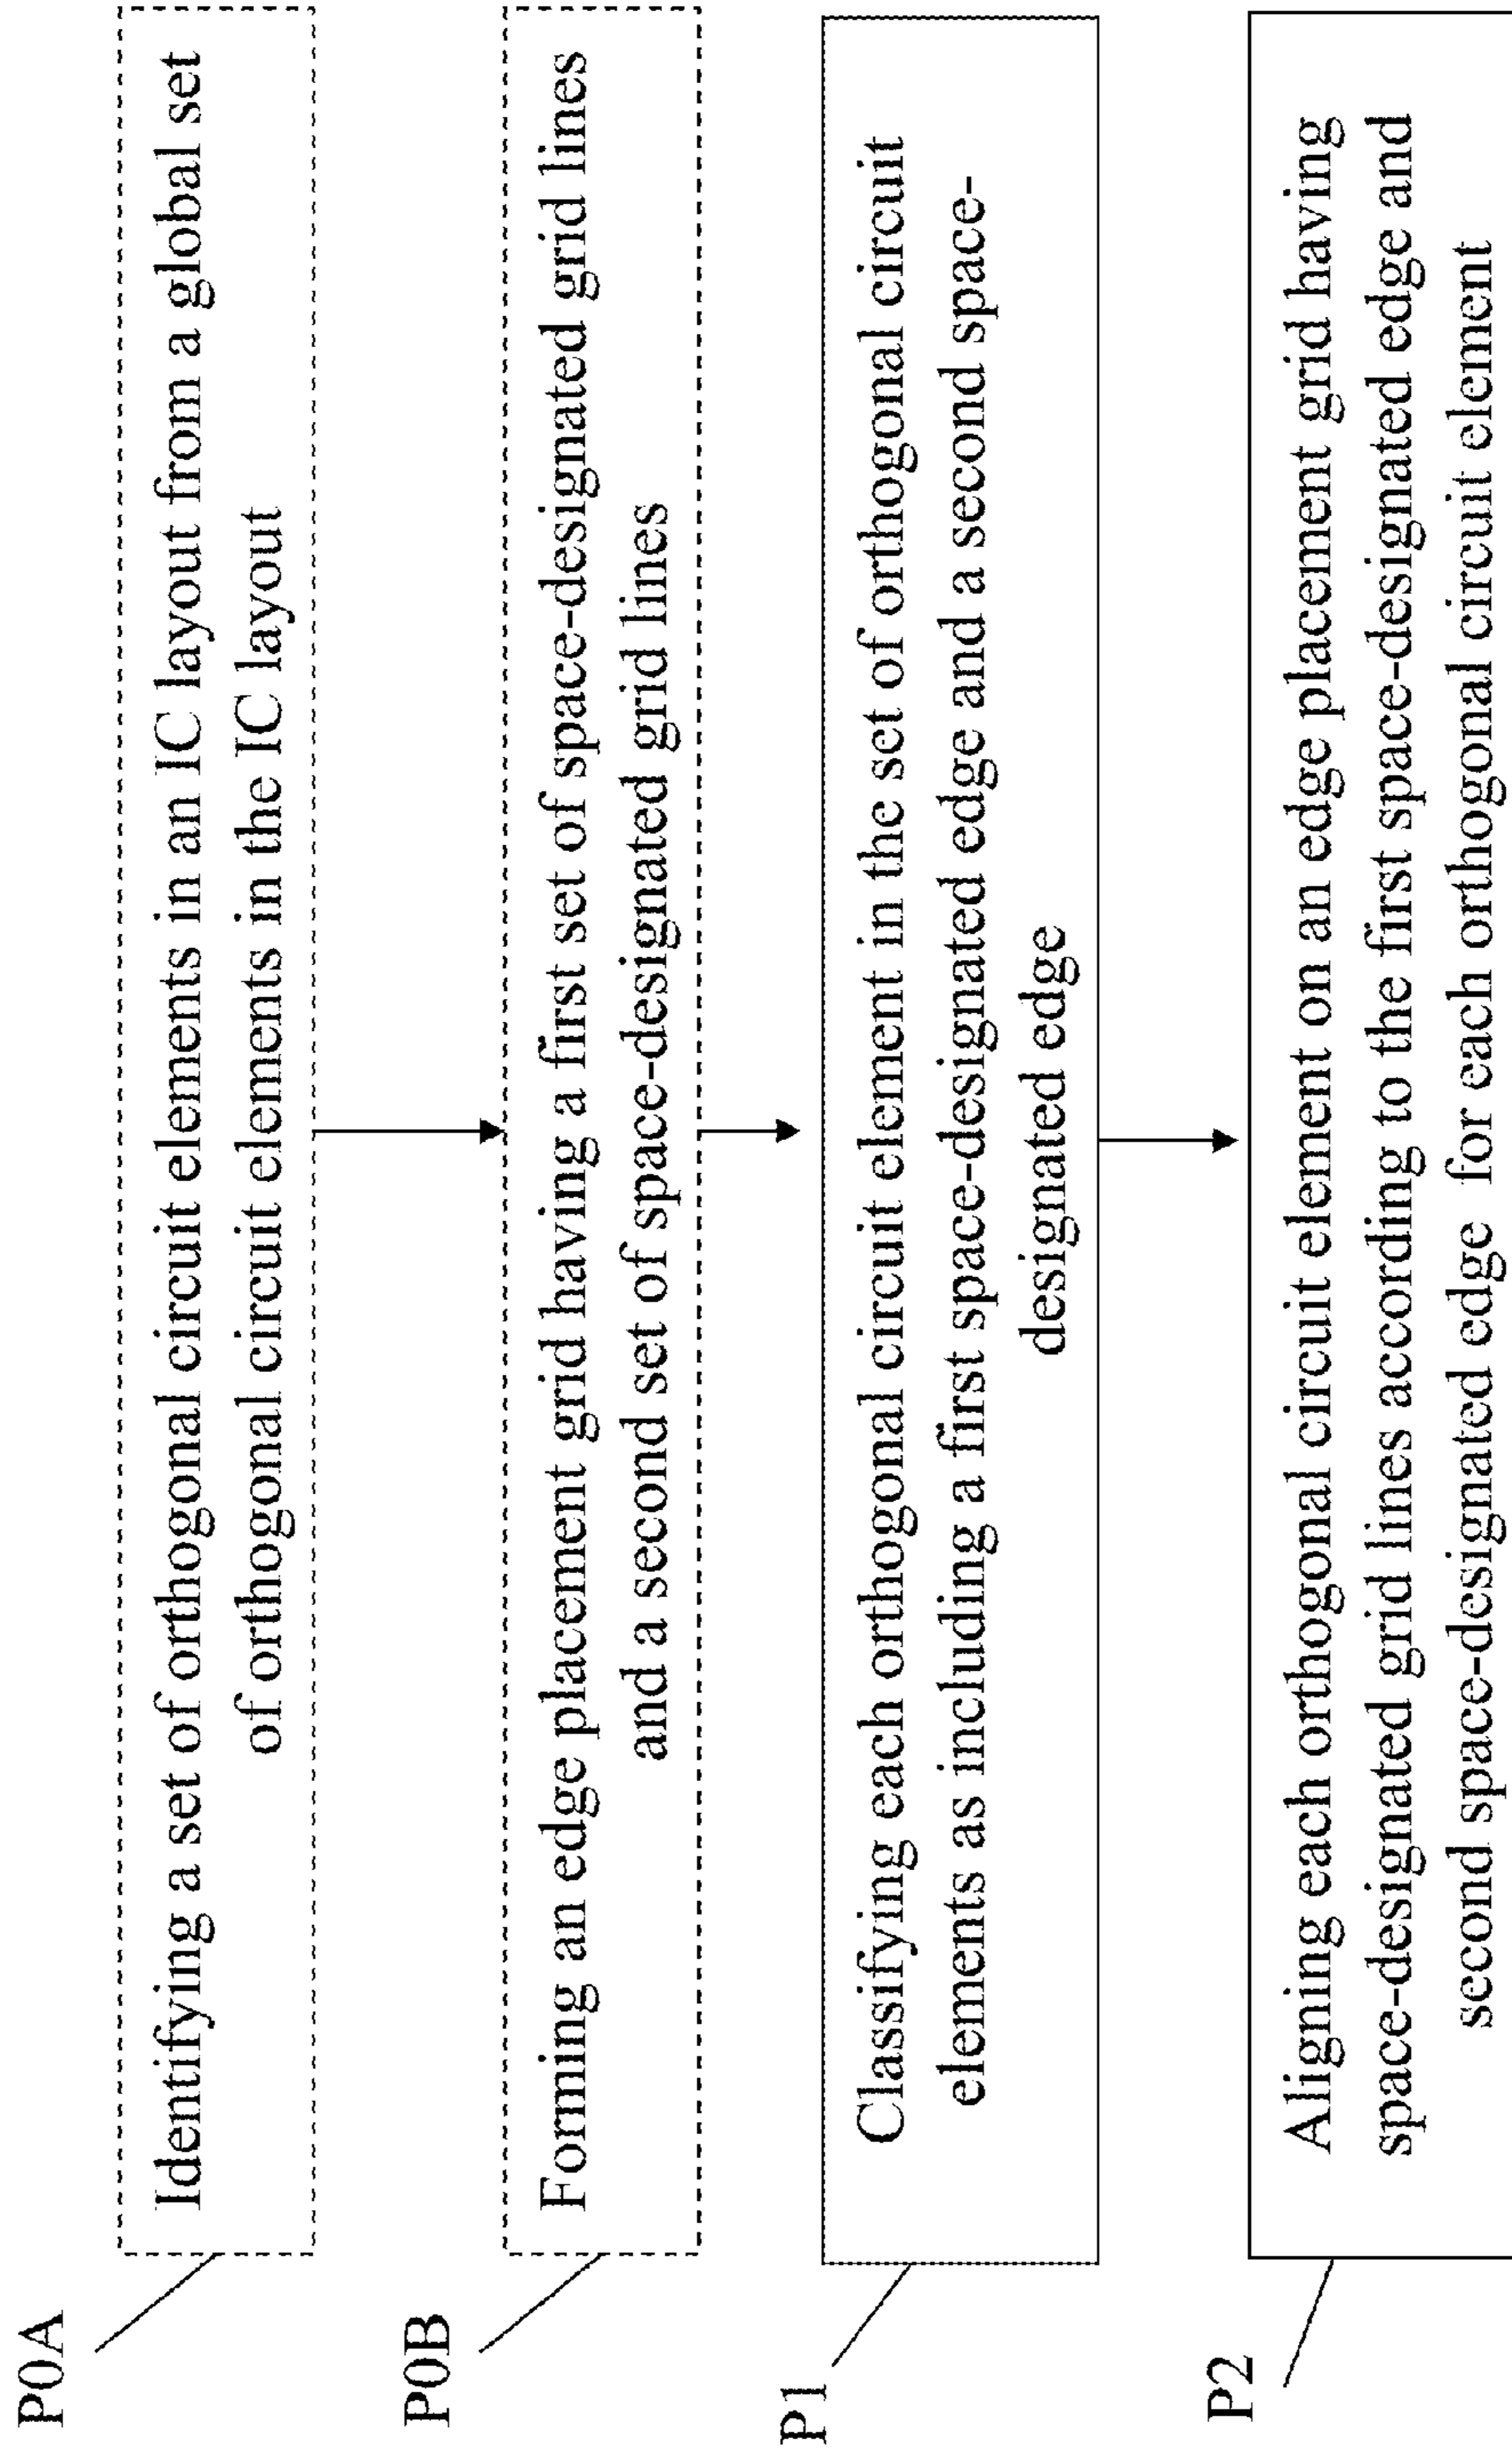 P0A
Identifying a set of orthogonal circuit elements in an IC layout from a global set
of orthogonal circuit elements in the IC layout
P0B
Forming an edge placement grid having a first set of space-designated grid lines
and a second set of space-designated grid lines
P1
Classifying each orthogonal circuit element in the set of orthogonal circuit
elements as including a first space-designated edge and a second space-
designated edge
P2
Aligning each orthogonal circuit element on an edge placement grid having
space-designated grid lines according to the first space-designated edge and
second space-designated edge for each orthogonal circuit element